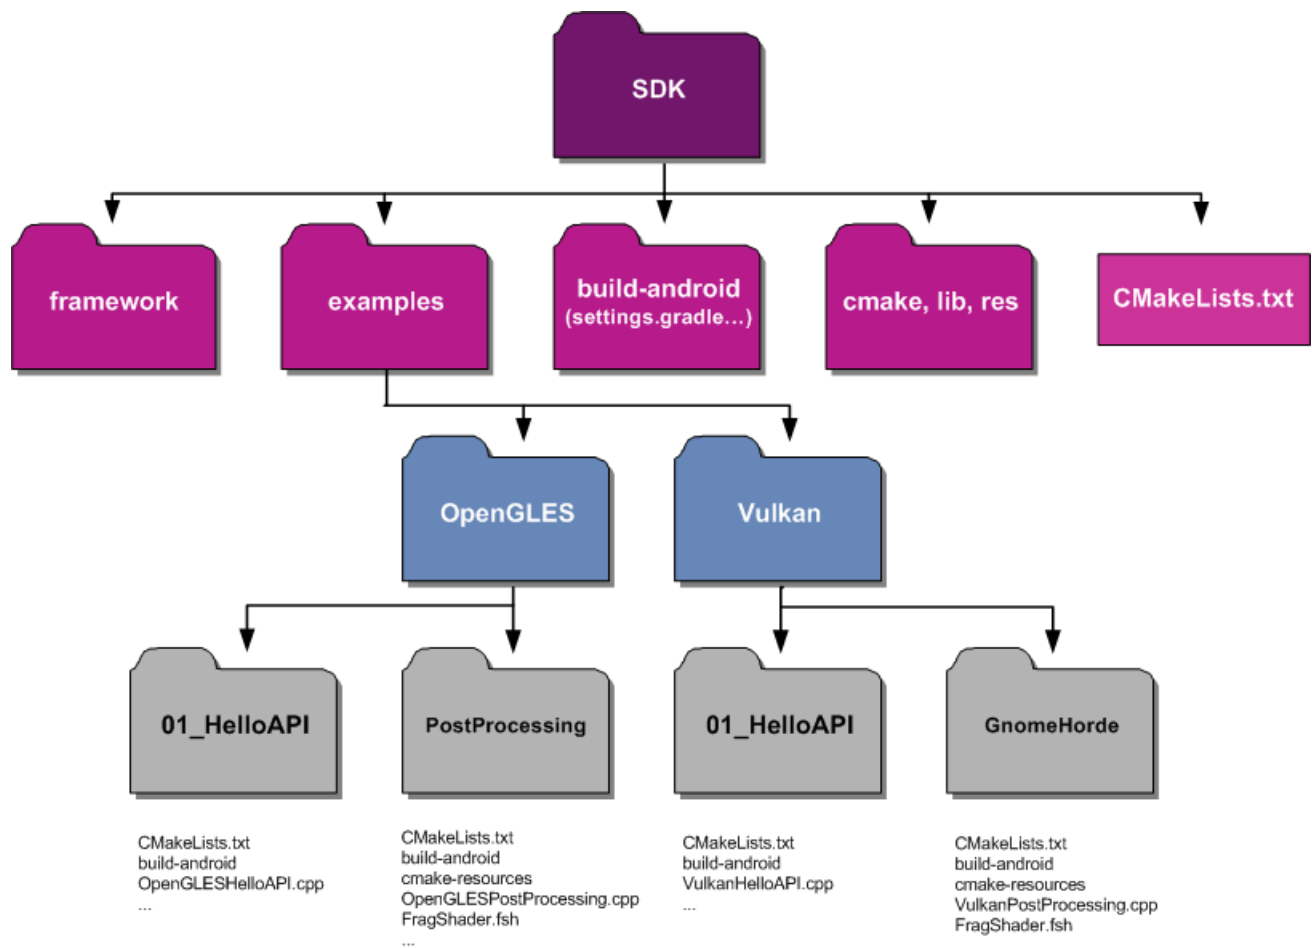 SDK
framework
examples
build-android
(settings.gradle...)
cmake, lib, res
CMakeLists.txt
OpenGLES
Vulkan
01_HelloAPI
PostProcessing
01_HelloAPI
GnomeHorde
CMakeLists.txt
build-android
OpenGLESHelloAPI.cpp
...
CMakeLists.txt
build-android
cmake-resources
OpenGLESPostProcessing.cpp
FragShader.fsh
...
CMakeLists.txt
build-android
VulkanHelloAPI.cpp
...
CMakeLists.txt
build-android
cmake-resources
VulkanPostProcessing.cpp
FragShader.fsh